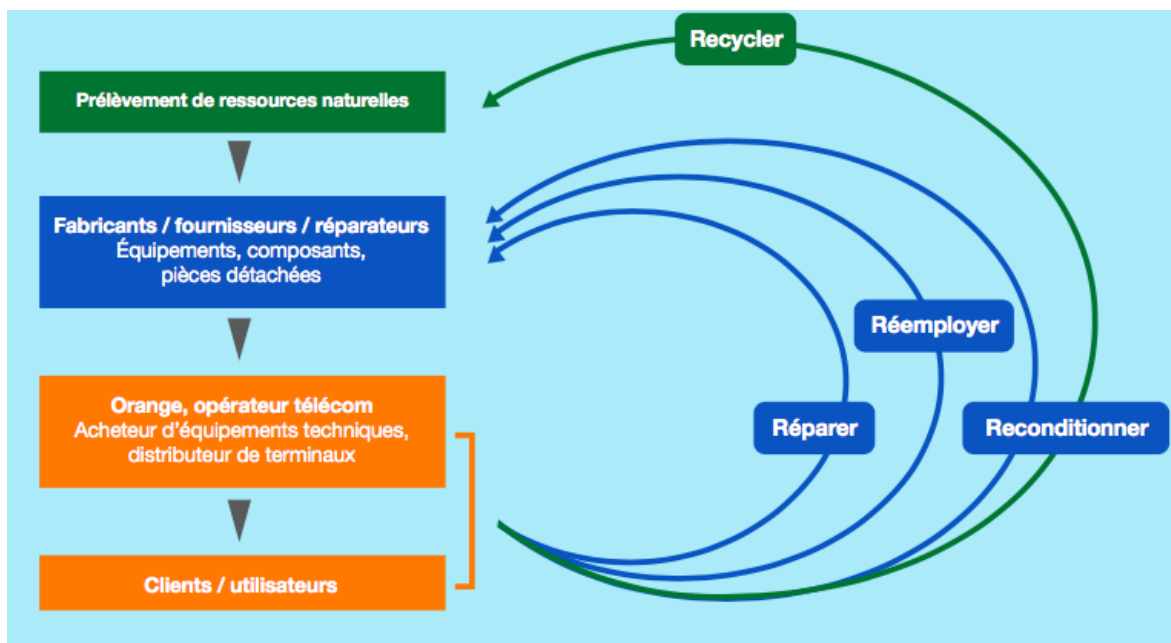 Recycler
Prélèvement de ressources naturelles
Fabricants / fournisseurs / réparateurs
Équipements, composants,
pièces détachées
Réemployer
Orange, opérateur télécom
Acheteur d'équipements techniques,
distributeur de terminaux
Réparer
Reconditionner
Clients / utilisateurs